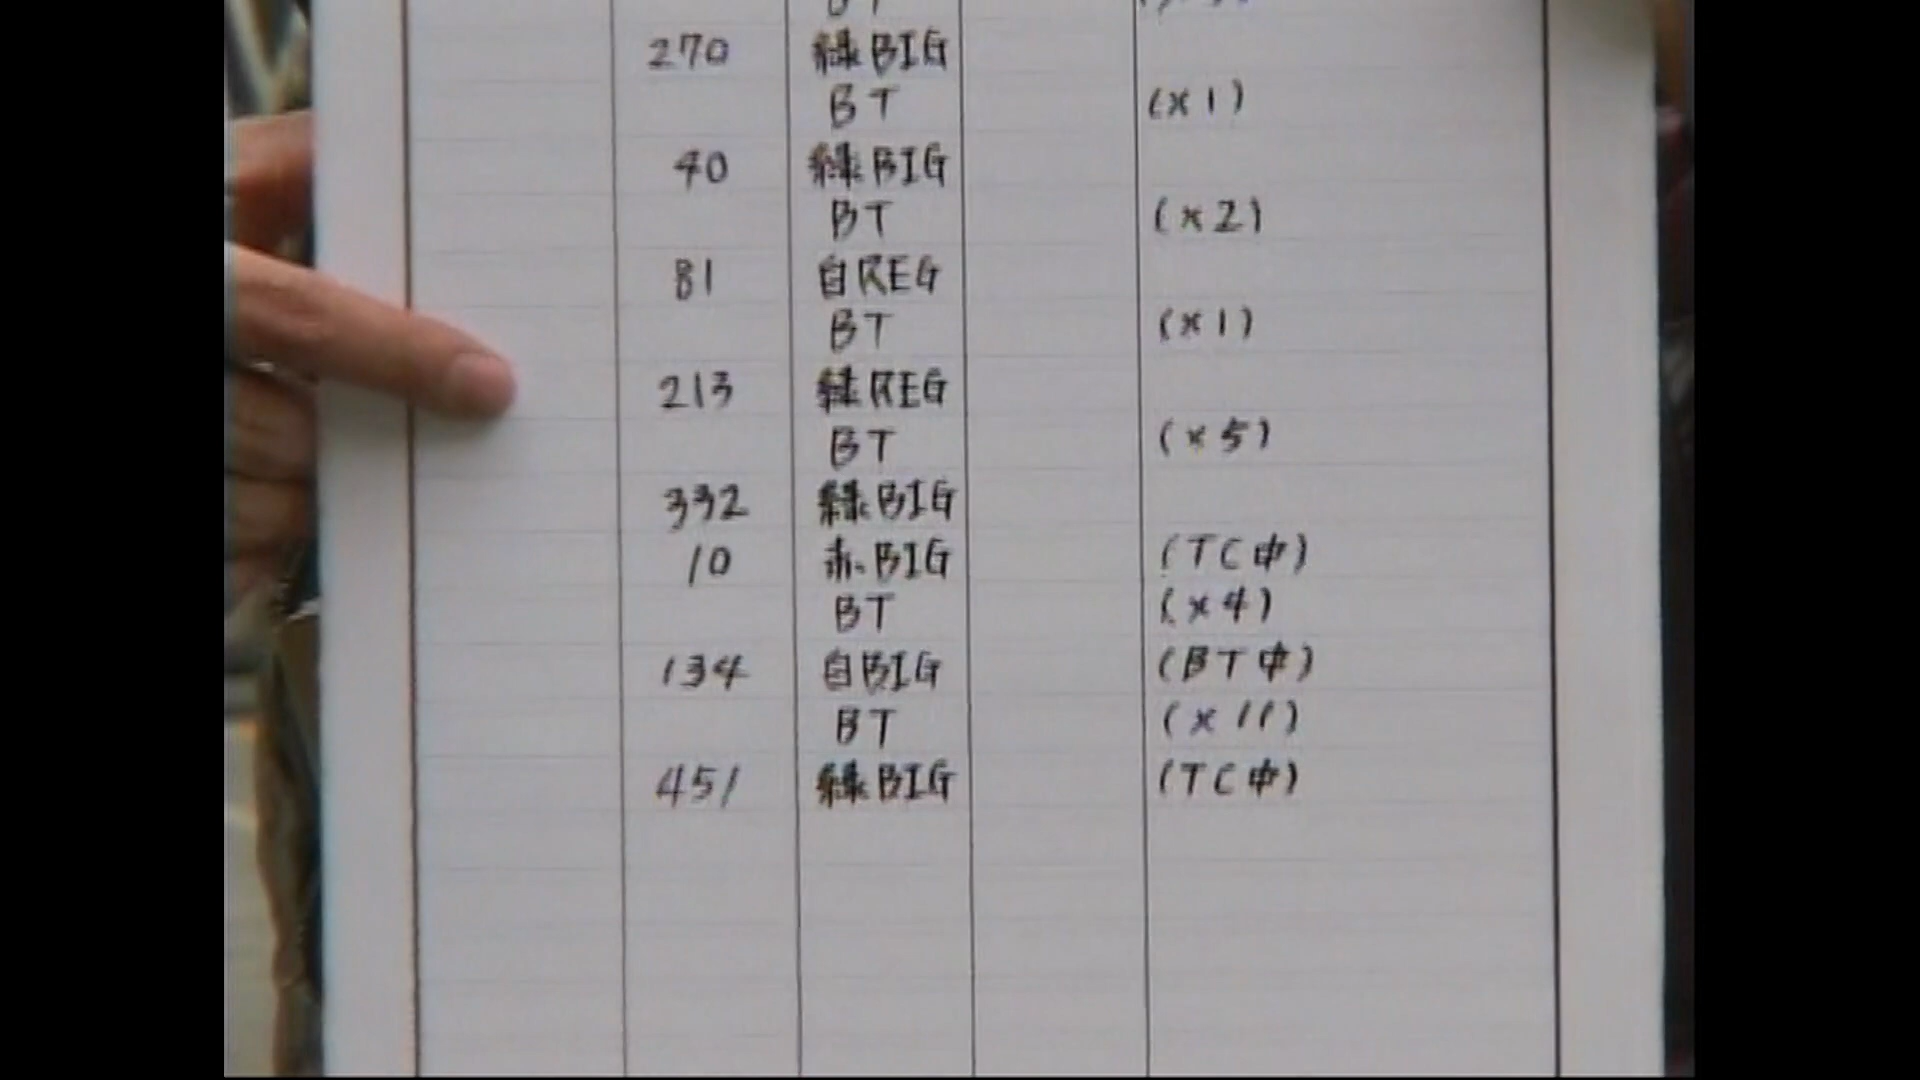 BT
270 緑BIG
BT (×1)
40 緑BIG
BT (×2)
81 白REG
BT (×1)
213 緑REG
BT (×5)
332 緑BIG
10 赤BIG (TC中)
BT (×4)
134 白BIG (BT中)
BT (×11)
451 緑BIG (TC中)